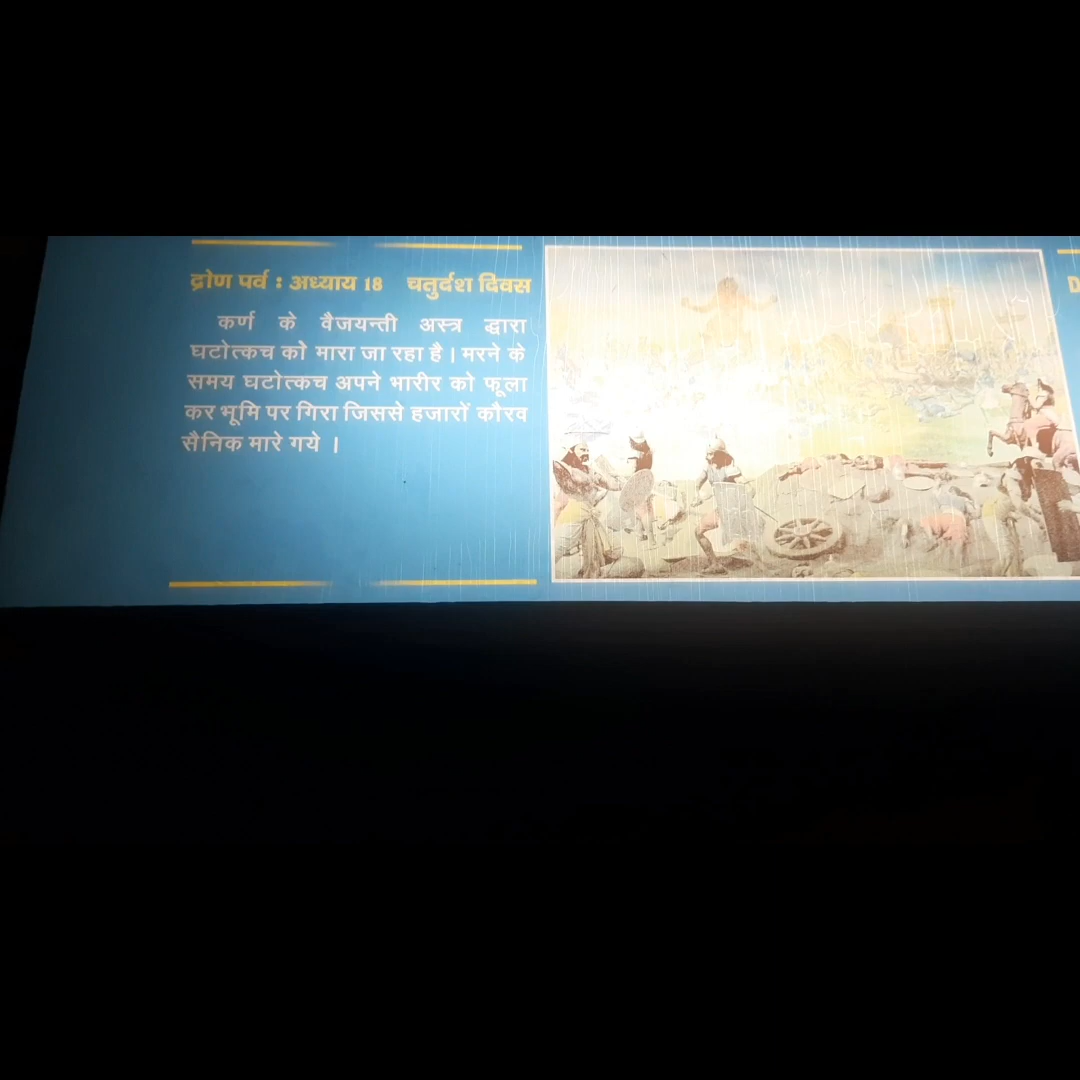 द्रोण पर्व : अध्याय 18 चतुर्दश दिवस
कर्ण के वैजयन्ती अस्त्र द्वारा
घटोत्कच को मारा जा रहा है । मरने के
समय घटोत्कच अपने भारीर को फूला
कर भूमि पर गिरा जिससे हजारों कौरव
सैनिक मारे गये ।